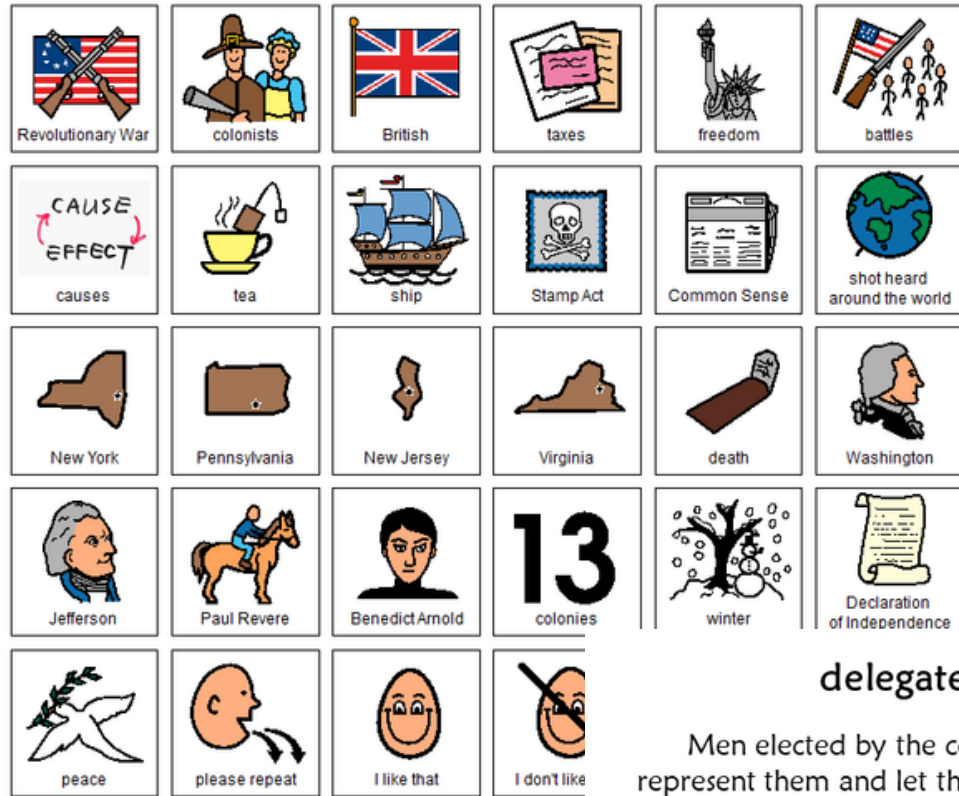 Revolutionary War
colonists
British
taxes
freedom
battles
CAUSE
EFFECT
causes
tea
ship
Stamp Act
Common Sense
shot heard
around the world
New York
Pennsylvania
New Jersey
Virginia
death
Washington
Jefferson
Paul Revere
Benedict Arnold
13
colonies
winter
Declaration
of Independence
peace
please repeat
I like that
I don't like
delegate
Men elected by the
represent them and let